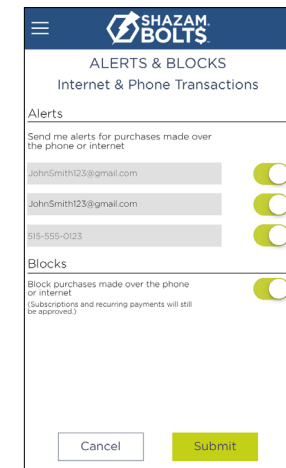 SHAZAM.
BOLT$.
ALERTS & BLOCKS
Internet & Phone Transactions
Alerts
Send me alerts for purchases made over
the phone or internet
JohnSmith123@gmail.com
JohnSmith123@gmail.com
515-555-0123
Blocks
Block purchases made over the phone
or internet
(Subscriptions and recurring payments will still
be approved.)
Cancel Submit